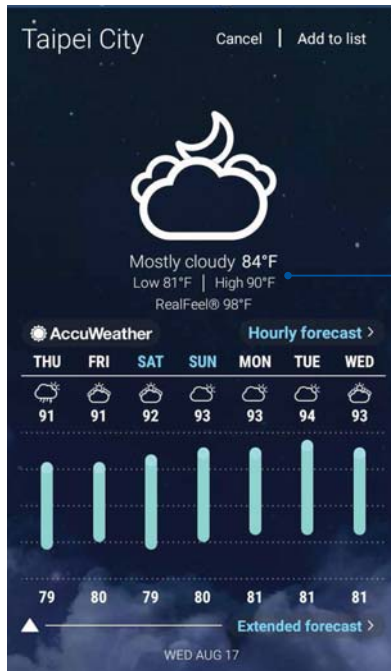 Taipei City Cancel | Add to list
Mostly cloudy 84°F
Low 81°F | High 90°F
RealFeel® 98°F
AccuWeather Hourly forecast >
THU FRI SAT SUN MON TUE WED
91 91 92 93 93 94 93
79 80 79 80 81 81 81
Extended forecast >
WED AUG 17